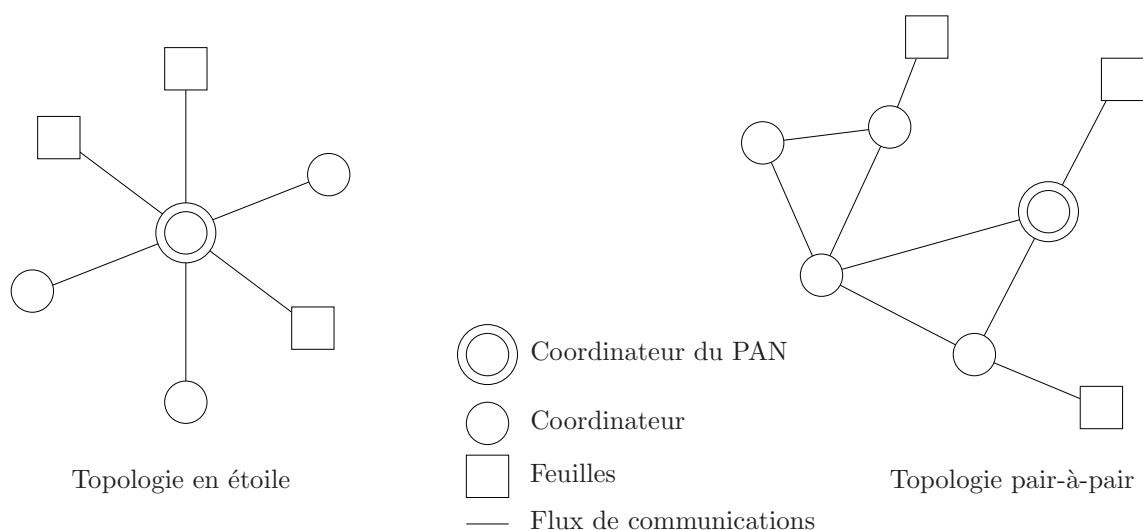 Coordinateur du PAN
Coordinateur
Feuilles
Flux de communications
Topologie en étoile
Topologie pair-à-pair